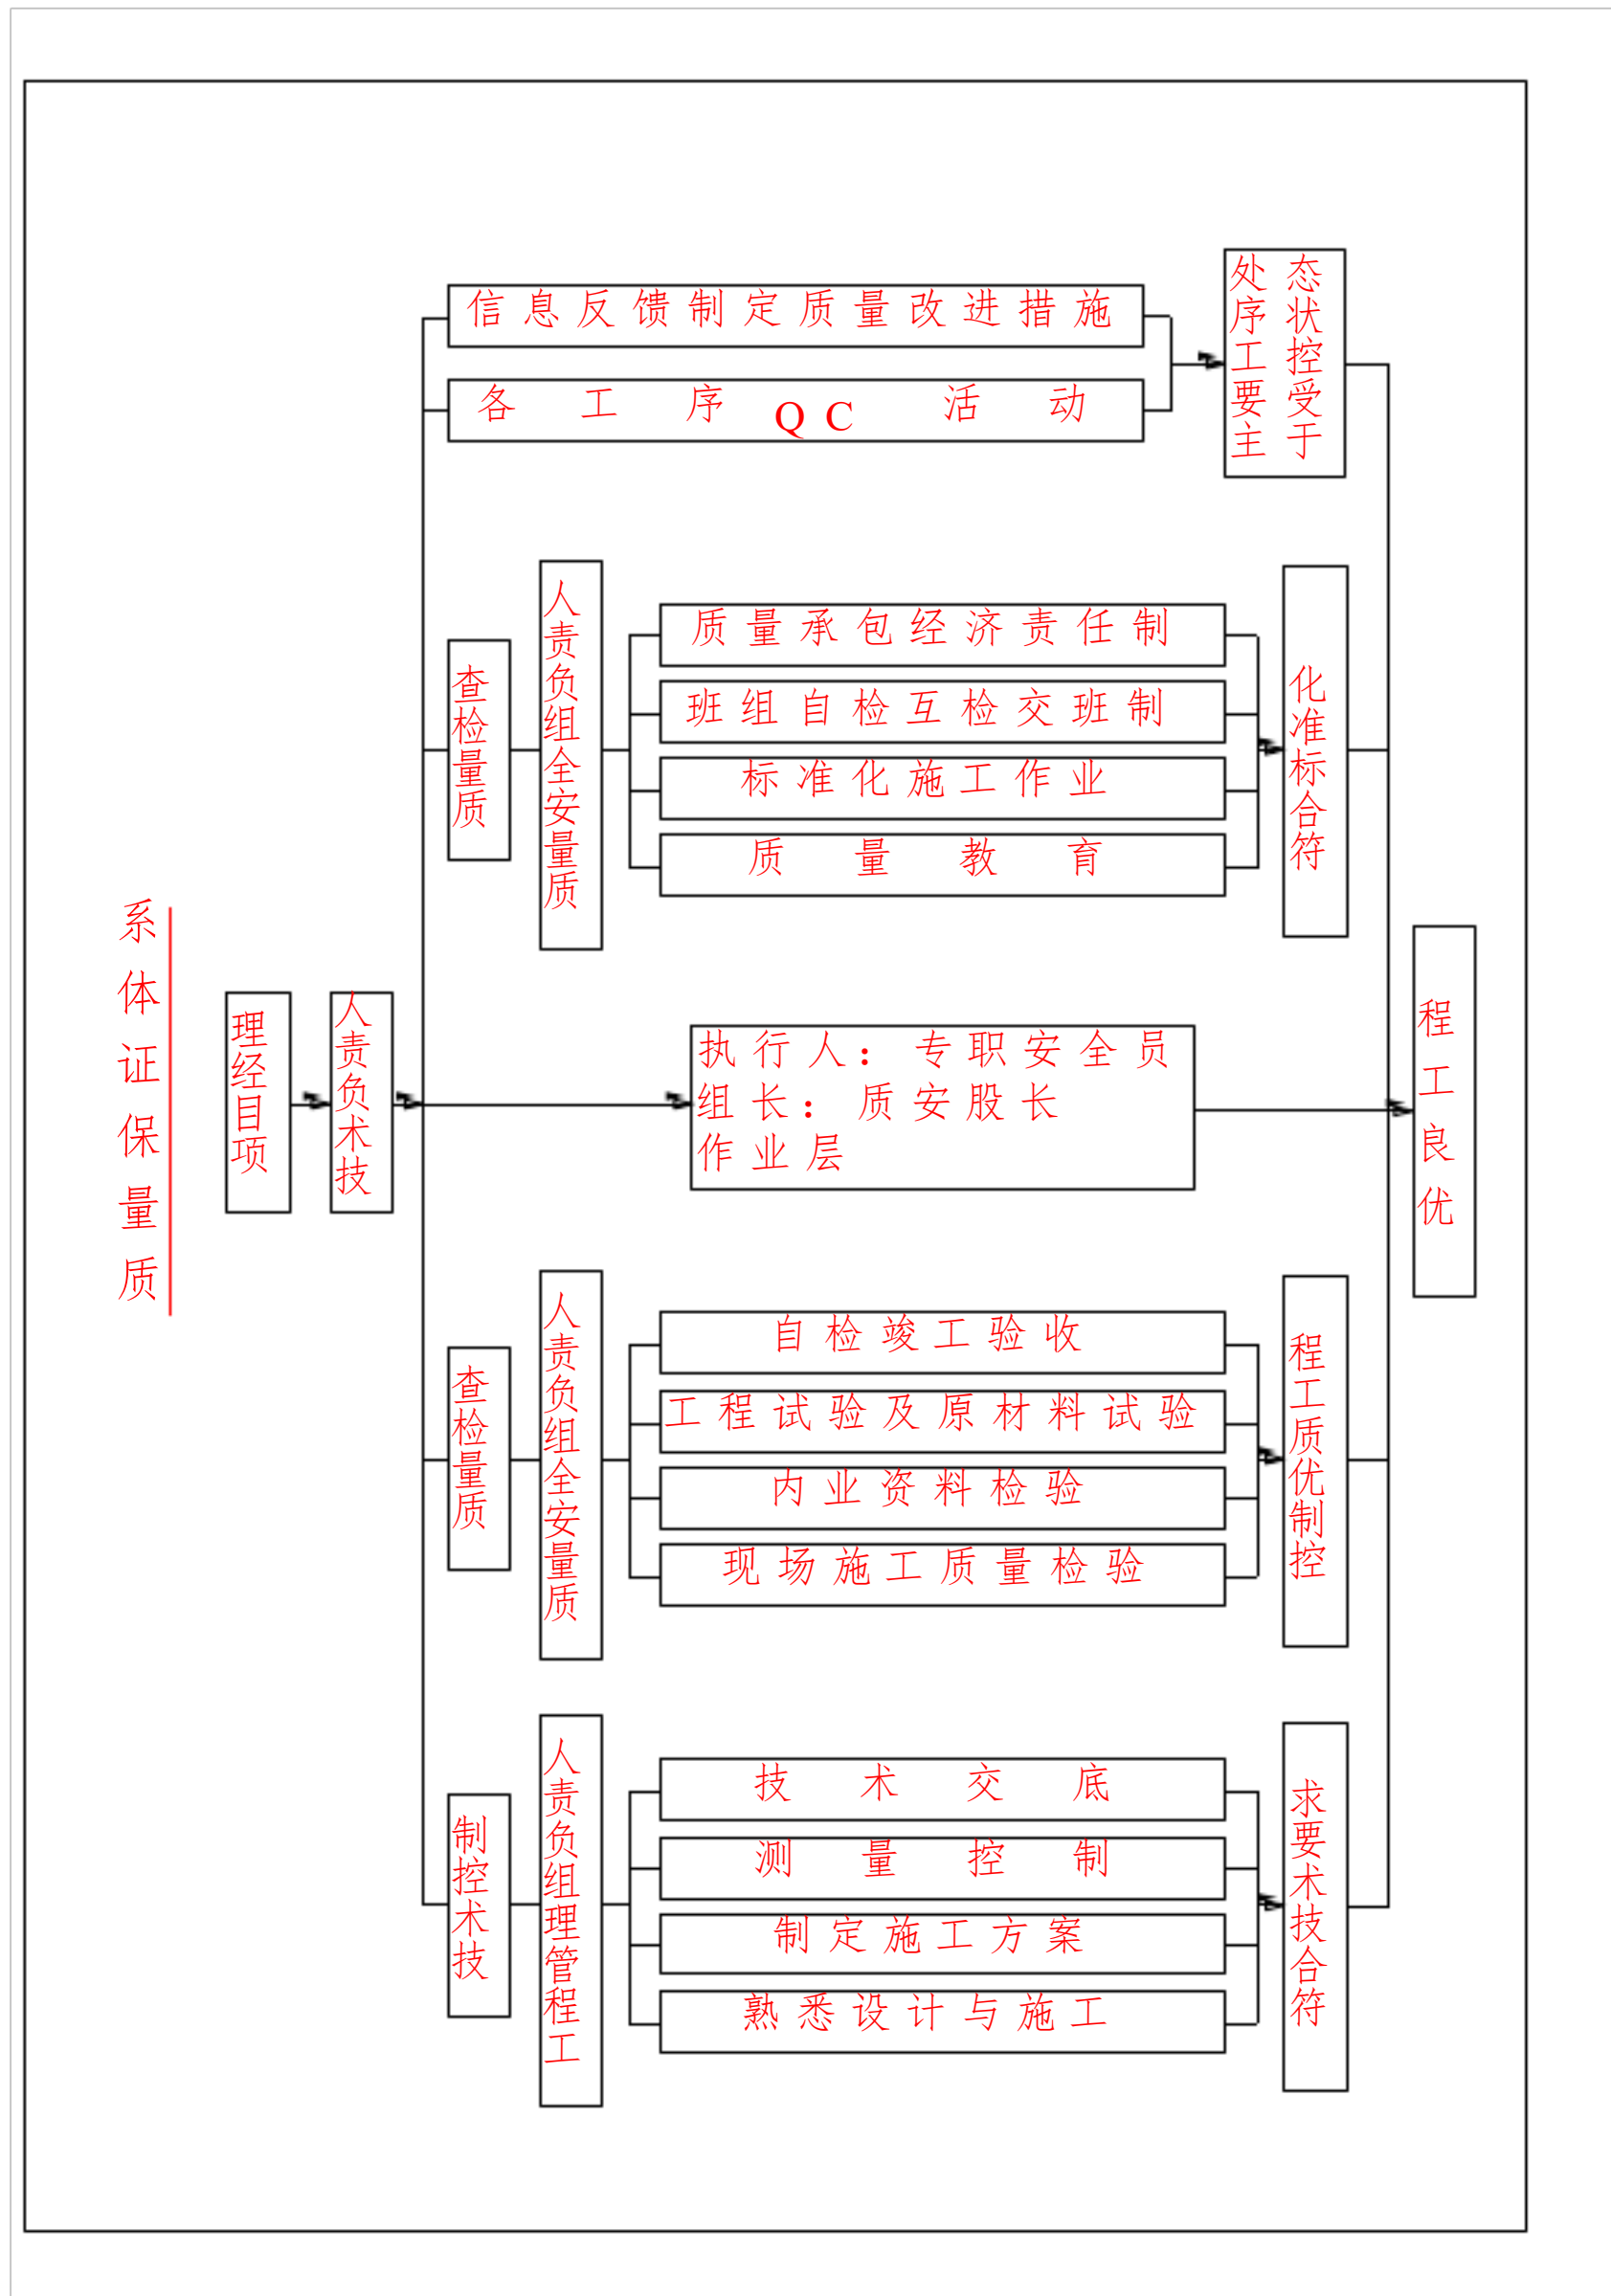 质量保证体系
项目经理
技术负责人
信息反馈制定质量改进措施
各工序QC活动
主要工序处
于受控状态
质量检查
质量安全组负责人
质量承包经济责任制
班组自检互检交班制
标准化施工作业
质量教育
符合标准化
执行人：专职安全员
组长：质安股长
作业层
优良工程
质量检查
质量安全组负责人
自检竣工验收
工程试验及原材料试验
内业资料检验
现场施工质量检验
控制优质工程
技术控制
工程管理组负责人
技术交底
测量控制
制定施工方案
熟悉设计与施工
符合技术要求